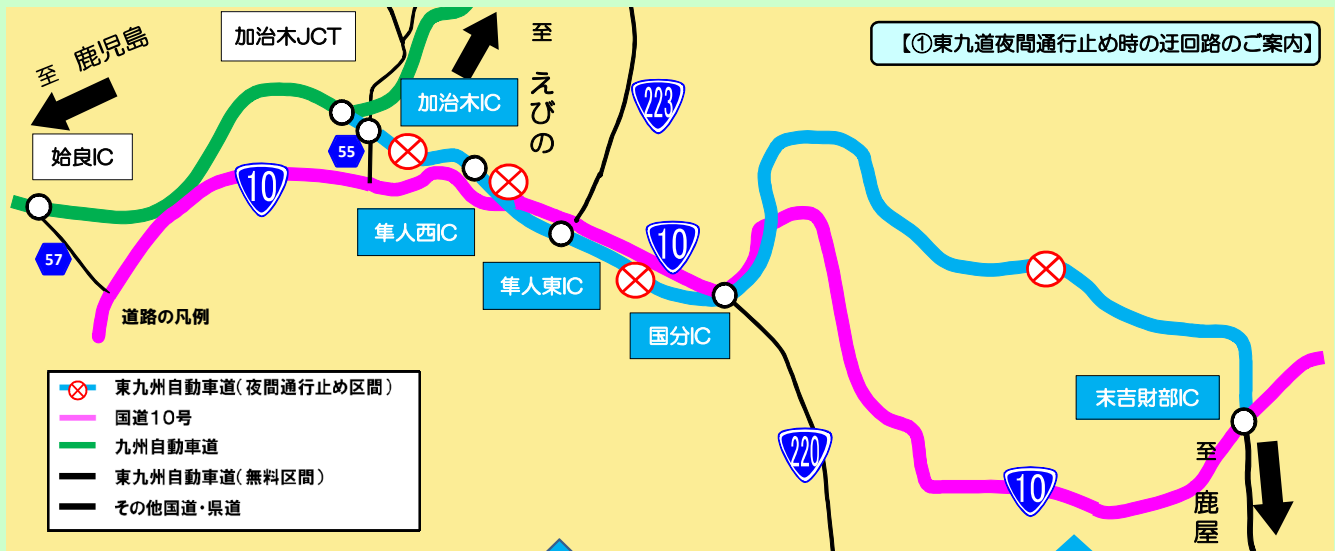 【①東九道夜間通行止め時の迂回路のご案内】
加治木JCT
至 えびの
至 鹿児島
加治木IC
223
姶良IC
55
10
57
隼人西IC
10
隼人東IC
国分IC
道路の凡例
東九州自動車道(夜間通行止め区間)
国道10号
九州自動車道
東九州自動車道(無料区間)
その他国道・県道
220
末吉財部IC
10
至 鹿屋